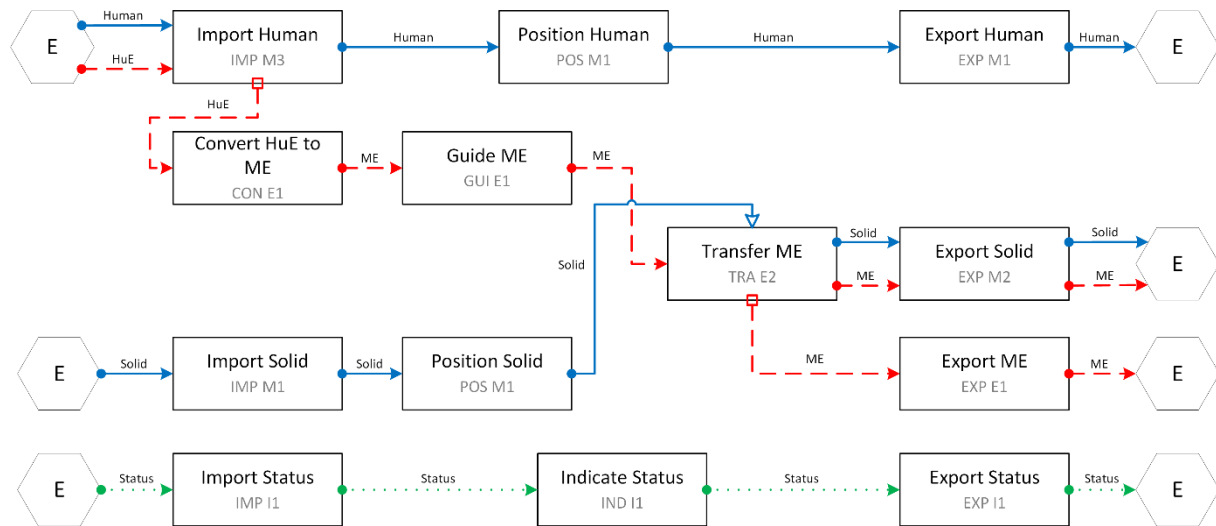 Human
E
HuE
Import Human
IMP M3
Human
Position Human
POS M1
Human
Export Human
EXP M1
Human
E
HuE
Convert HuE to
ME
CON E1
ME
Guide ME
GUI E1
ME
Solid
Transfer ME
TRA E2
Solid
ME
Export Solid
EXP M2
Solid
ME
E
E
Solid
Import Solid
IMP M1
Solid
Position Solid
POS M1
ME
Export ME
EXP E1
ME
E
E
Status
Import Status
IMP I1
Status
Indicate Status
IND I1
Status
Export Status
EXP I1
Status
E